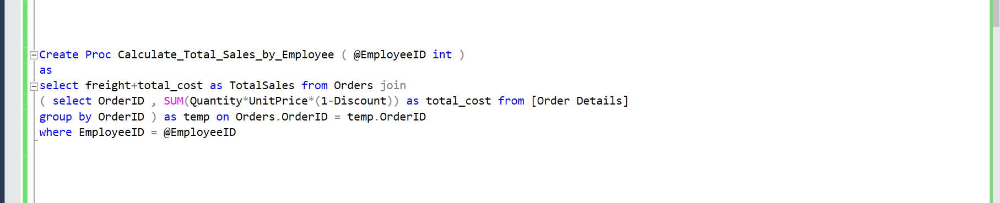 Create Proc Calculate_Total_Sales_by_Employee ( @EmployeeID int )
as
select freight+total_cost as TotalSales from Orders join
( select OrderID , SUM(Quantity*UnitPrice*(1-Discount)) as total_cost from [Order Details]
group by OrderID ) as temp on Orders.OrderID = temp.OrderID
where EmployeeID = @EmployeeID